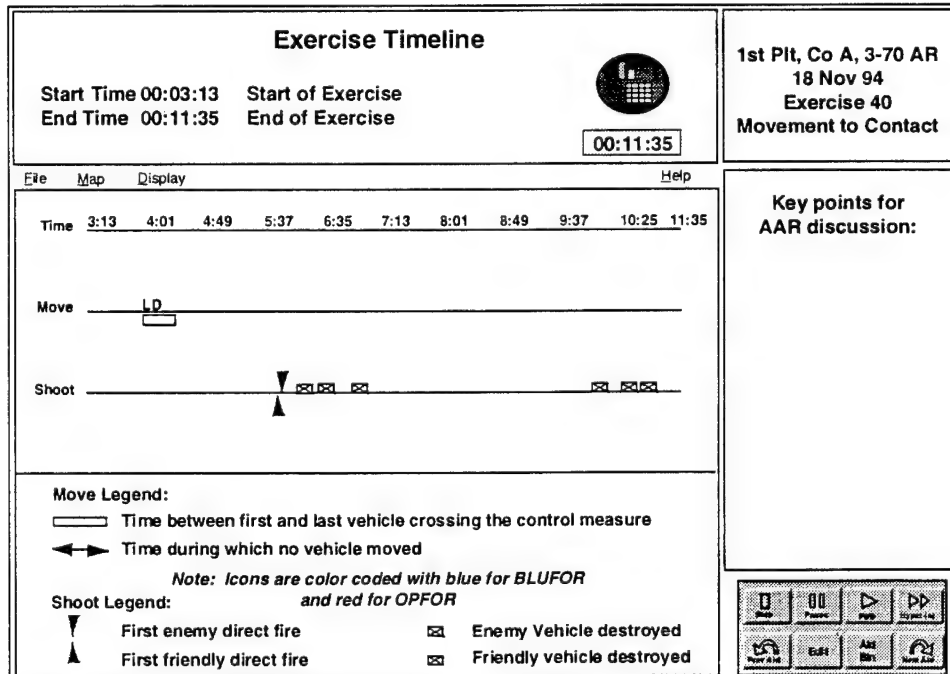 Exercise Timeline
Start Time 00:03:13 Start of Exercise
End Time 00:11:35 End of Exercise
00:11:35
1st Plt, Co A, 3-70 AR
18 Nov 94
Exercise 40
Movement to Contact
File Map Display Help
Time 3:13 4:01 4:49 5:37 6:35 7:13 8:01 8:49 9:37 10:25 11:35
Move LD
Shoot
Key points for
AAR discussion:
Move Legend:
Time between first and last vehicle crossing the control measure
Time during which no vehicle moved
Note: Icons are color coded with blue for BLUFOR
and red for OPFOR
Shoot Legend:
First enemy direct fire Enemy Vehicle destroyed
First friendly direct fire Friendly vehicle destroyed
Edit Aid